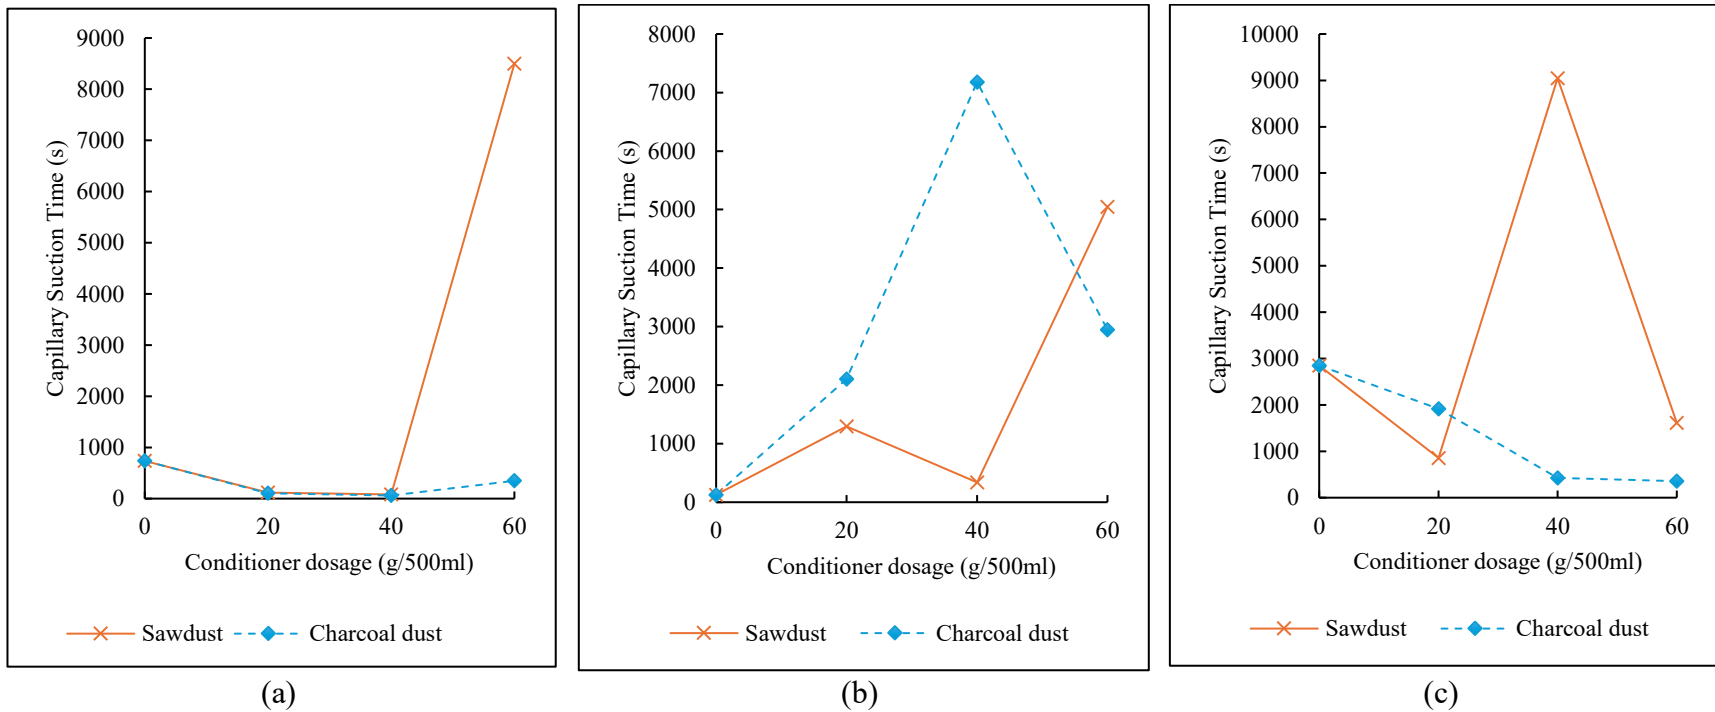 9000
8000
7000
6000
5000
4000
3000
2000
1000
0
0 20 40 60
Capillary Suction Time (s)
Conditioner dosage (g/500ml)
Sawdust Charcoal dust
(a)
8000
7000
6000
5000
4000
3000
2000
1000
0
0 20 40 60
Capillary Suction Time (s)
Conditioner dosage (g/500ml)
Sawdust Charcoal dust
(b)
10000
9000
8000
7000
6000
5000
4000
3000
2000
1000
0
0 20 40 60
Capillary Suction Time (s)
Conditioner dosage (g/500ml)
Sawdust Charcoal dust
(c)